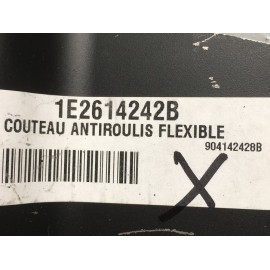 1E2614242B
COUTEAU ANTIROULIS FLEXIBLE
904142428B
X